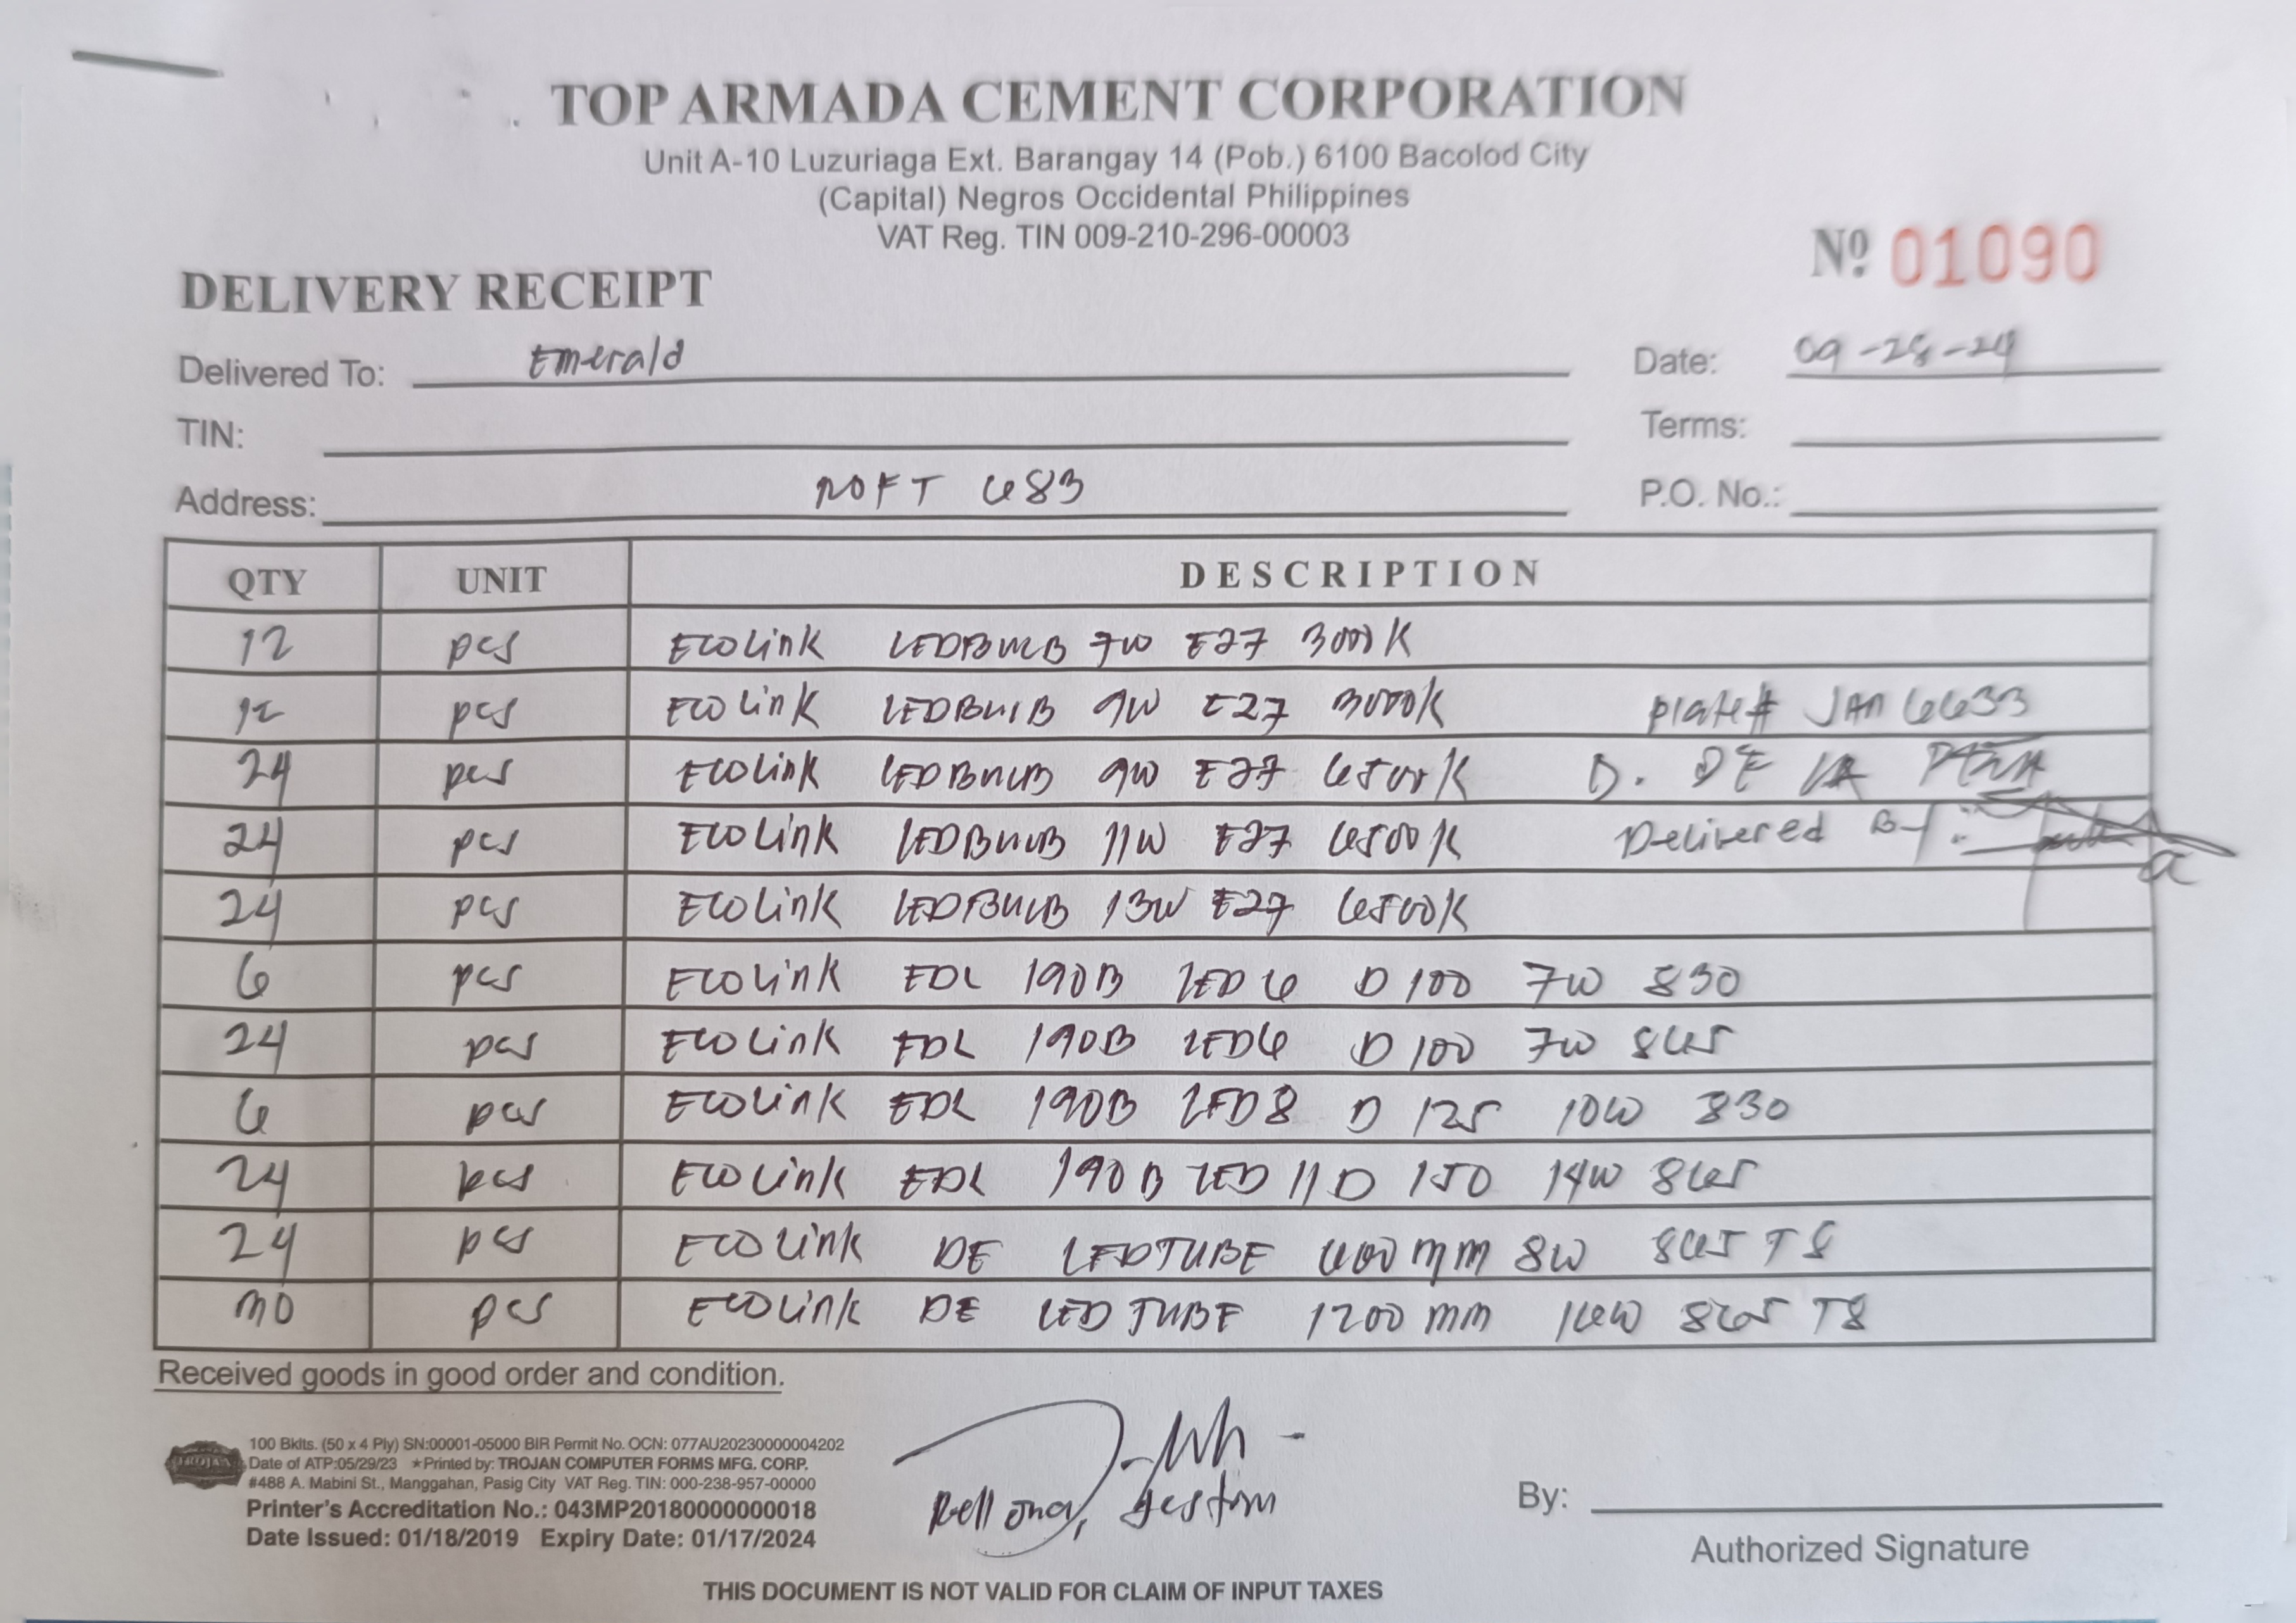 TOP ARMADA CEMENT CORPORATION
Unit A-10 Luzuriaga Ext. Barangay 14 (Pob.) 6100 Bacolod City
(Capital) Negros Occidental Philippines
VAT Reg. TIN 009-210-296-00003
Nº 01090
DELIVERY RECEIPT
Delivered To: Emerald
Date: 09-28-24
TIN:
Terms:
Address: NOFT 683
P.O. No.:
QTY UNIT DESCRIPTION
12 pcs Ecolink LEDBULB 7W E27 3000K
12 pcs Ecolink LEDBULB 9W E27 3000K Plate# JAN 6633
24 pcs Ecolink LEDBULB 9W E27 6500K D. DE LA
24 pcs Ecolink LEDBULB 11W E27 6500K Delivered By:
24 pcs Ecolink LEDBULB 13W E27 6500K
6 pcs Ecolink EDL 190B LED6 D100 7W 830
24 pcs Ecolink EDL 190B LED6 D100 7W 865
6 pcs Ecolink EDL 190B LED8 D 125 10W 830
24 pcs Ecolink EDL 190B LED 11 D 150 14W 865
24 pcs Ecolink DE LEDTUBE 600mm 8W 865 T8
30 pcs Ecolink DE LED TUBE 1200mm 16W 865 T8
Received goods in good order and condition.
TROJAN
100 Bklts. (50 x 4 Ply) SN:00001-05000 BIR Permit No. OCN: 077AU20230000004202
Date of ATP:05/29/23 ★Printed by: TROJAN COMPUTER FORMS MFG. CORP.
#488 A. Mabini St., Manggahan, Pasig City VAT Reg. TIN: 000-238-957-00000
Printer's Accreditation No.: 043MP20180000000018
Date Issued: 01/18/2019 Expiry Date: 01/17/2024
By:
Authorized Signature
THIS DOCUMENT IS NOT VALID FOR CLAIM OF INPUT TAXES